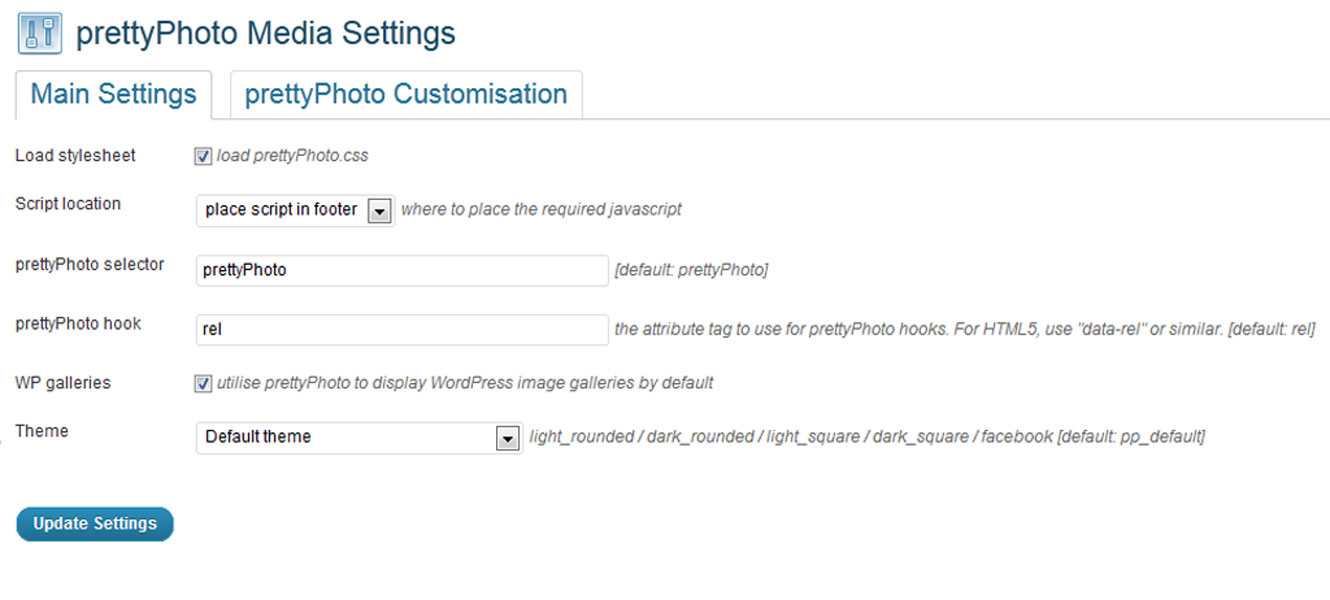 prettyPhoto Media Settings
Main Settings prettyPhoto Customisation
Load stylesheet load prettyPhoto.css
Script location place script in footer where to place the required javascript
prettyPhoto selector prettyPhoto [default: prettyPhoto]
prettyPhoto hook rel the attribute tag to use for prettyPhoto hooks. For HTML5, use "data-rel" or similar. [default: rel]
WP galleries utilise prettyPhoto to display WordPress image galleries by default
Theme Default theme light_rounded / dark_rounded / light_square / dark_square / facebook [default: pp_default]
Update Settings